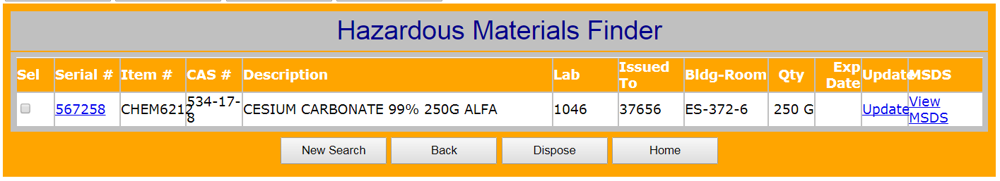 Hazardous Materials Finder
Sel Serial # Item # CAS # Description Lab Issued To Bldg-Room Qty Exp Date Update MSDS
567258 CHEM6212 534-17-8 CESIUM CARBONATE 99% 250G ALFA 1046 37656 ES-372-6 250 G Update View MSDS
New Search Back Dispose Home